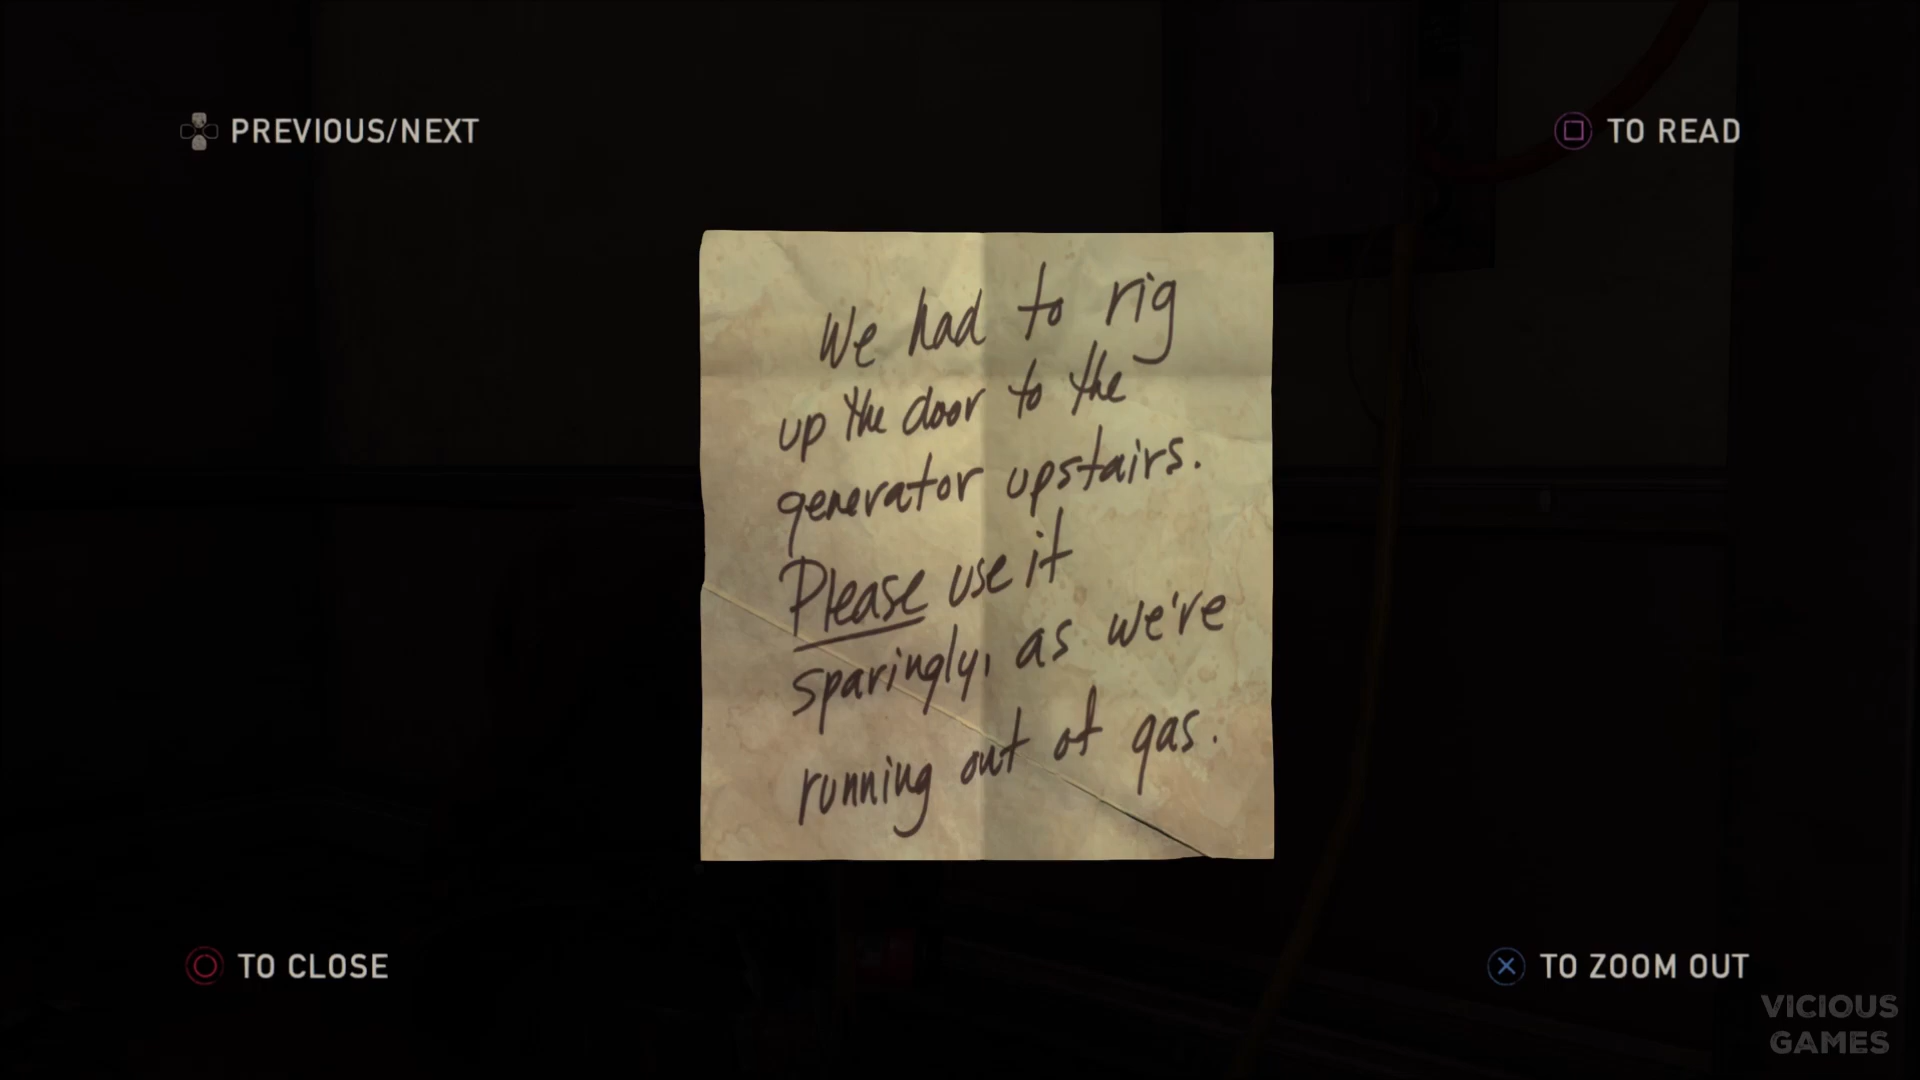 PREVIOUS/NEXT
TO READ
We had to rig
up the door to the
generator upstairs.
Please use it
sparingly, as we're
running out of gas.
TO CLOSE
TO ZOOM OUT
VICIOUS
GAMES